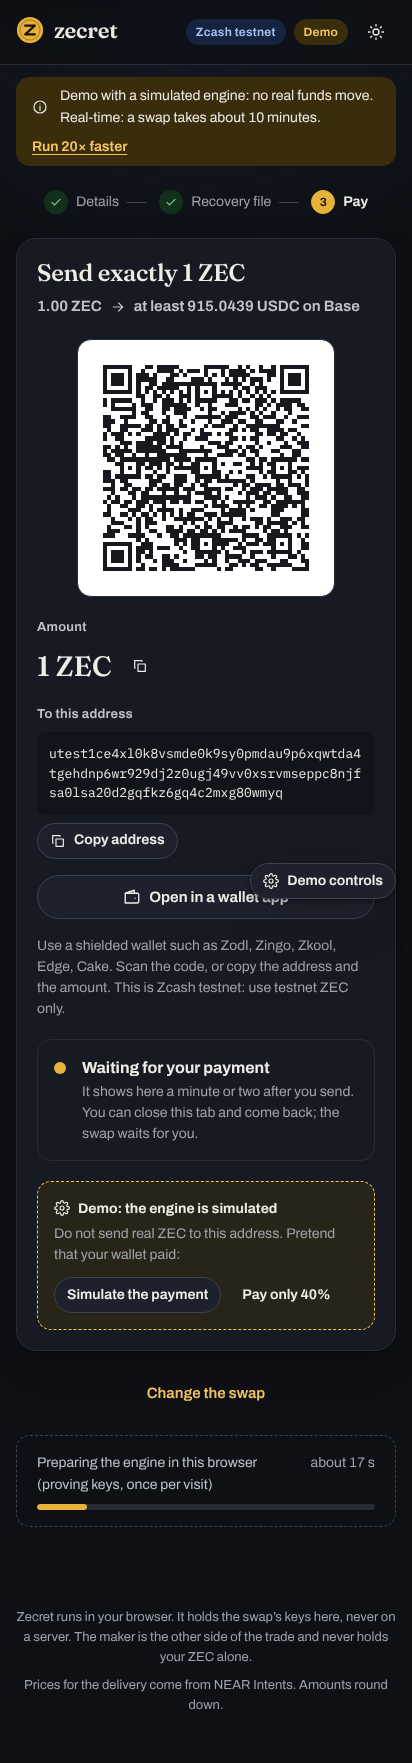 zecret
Zcash testnet
Demo
Demo with a simulated engine: no real funds move.
Real-time: a swap takes about 10 minutes.
Run 20× faster
Details
Recovery file
3 Pay
Send exactly 1 ZEC
1.00 ZEC → at least 915.0439 USDC on Base
Amount
1 ZEC
To this address
utest1ce4xl0k8vsmde0k9sy0pmdau9p6xqwtda4
tgehdnp6wr929dj2z0ugj49vv0xsrvmseppc8njf
sa0lsa20d2gqfkz6gq4c2mxg80wmyq
Copy address
Demo controls
Open in a wallet app
Use a shielded wallet such as Zodl, Zingo, Zkool,
Edge, Cake. Scan the code, or copy the address and
the amount. This is Zcash testnet: use testnet ZEC
only.
Waiting for your payment
It shows here a minute or two after you send.
You can close this tab and come back; the
swap waits for you.
Demo: the engine is simulated
Do not send real ZEC to this address. Pretend
that your wallet paid:
Simulate the payment
Pay only 40%
Change the swap
Preparing the engine in this browser
(proving keys, once per visit)
about 17 s
Zecret runs in your browser. It holds the swap's keys here, never on
a server. The maker is the other side of the trade and never holds
your ZEC alone.
Prices for the delivery come from NEAR Intents. Amounts round
down.